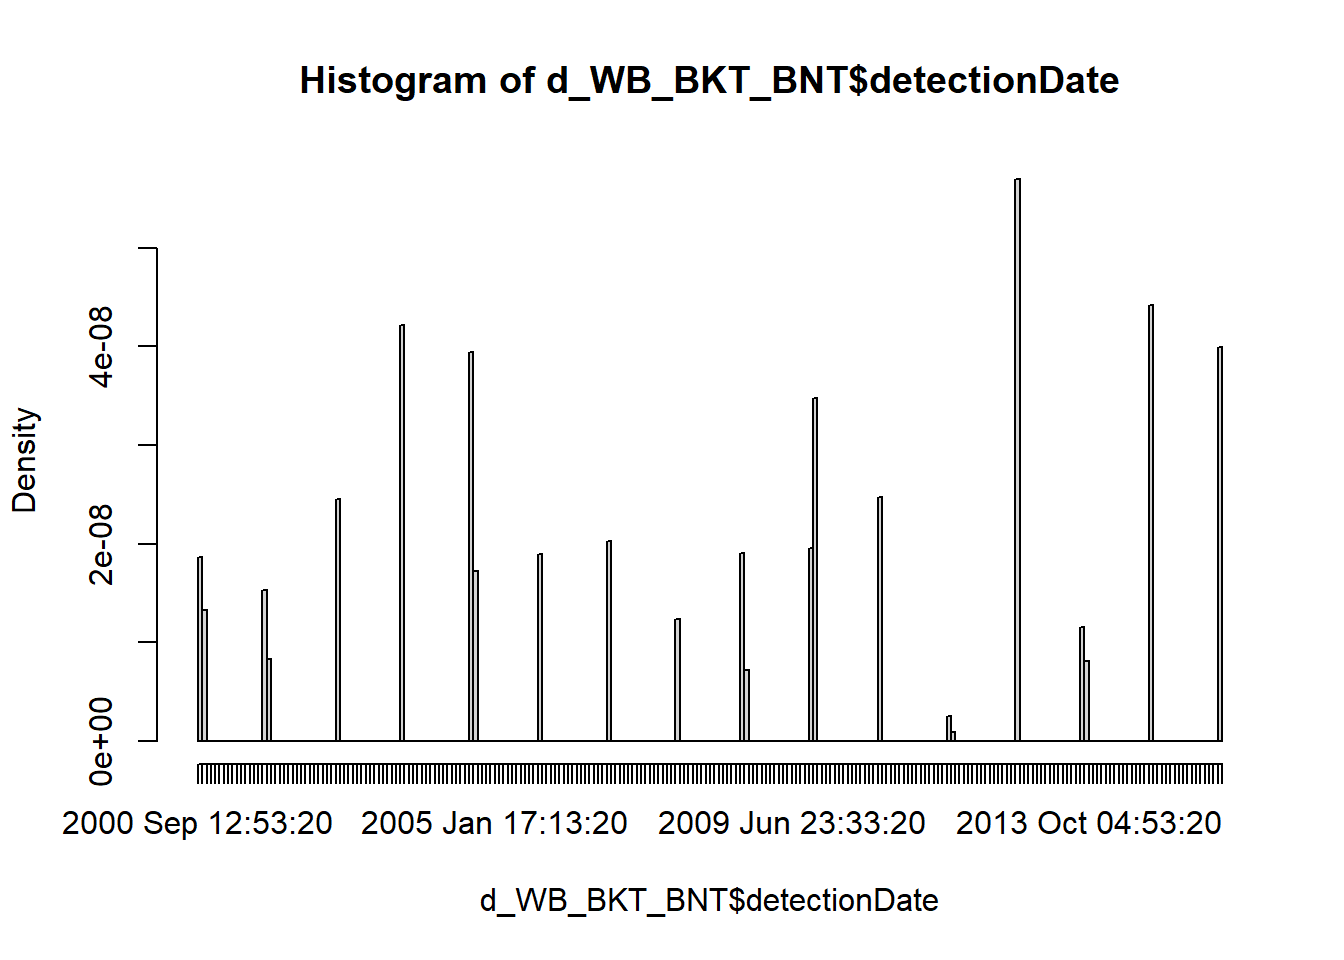 Histogram of d_WB_BKT_BNT$detectionDate
Density
4e-08
2e-08
0e+00
2000 Sep 12:53:20 2005 Jan 17:13:20 2009 Jun 23:33:20 2013 Oct 04:53:20
d_WB_BKT_BNT$detectionDate